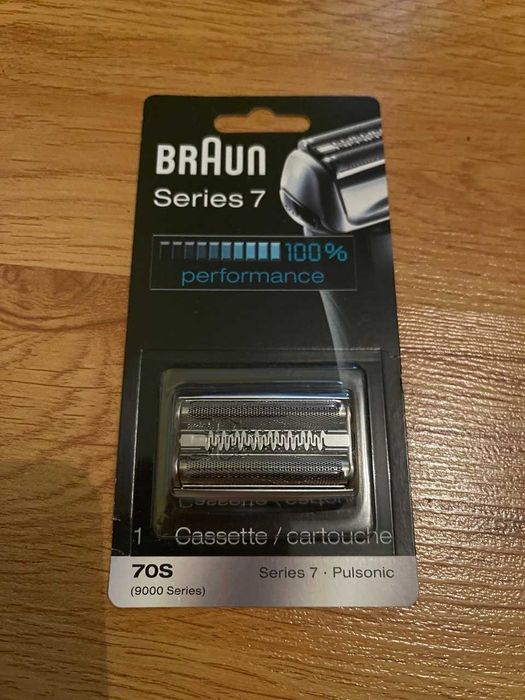 BRAUN
Series 7
100%
performance
1 Cassette / cartouche
70S
Series 7 · Pulsonic
(9000 Series)